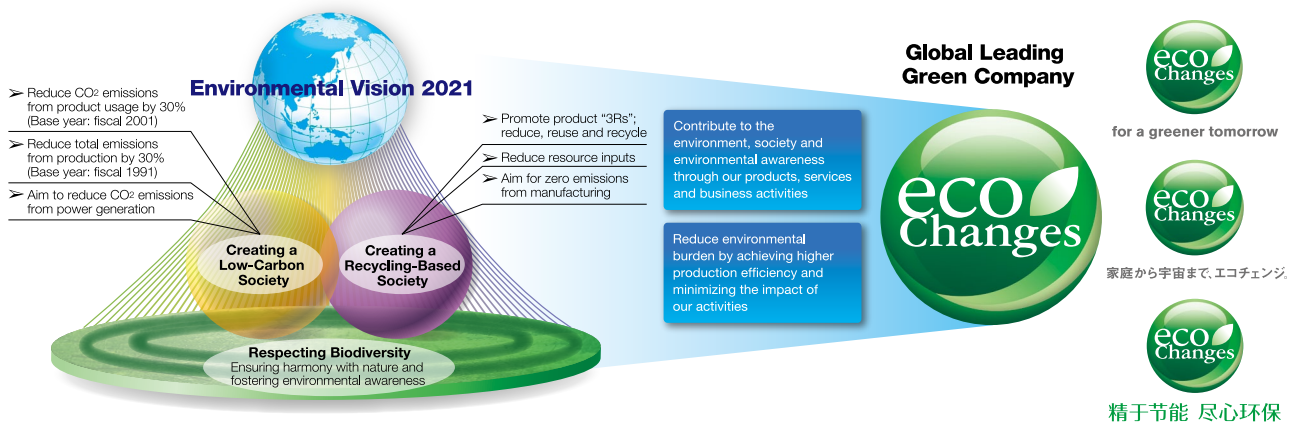 Environmental Vision 2021
➢ Reduce CO2 emissions
from product usage by 30%
(Base year: fiscal 2001)
➢ Reduce total emissions
from production by 30%
(Base year: fiscal 1991)
➢ Aim to reduce CO2 emissions
from power generation
➢ Promote product “3Rs”;
reduce, reuse and recycle
➢ Reduce resource inputs
➢ Aim for zero emissions
from manufacturing
Creating a
Low-Carbon
Society
Creating a
Recycling-Based
Society
Respecting Biodiversity
Ensuring harmony with nature and
fostering environmental awareness
Contribute to the
environment, society and
environmental awareness
through our products, services
and business activities
Reduce environmental
burden by achieving higher
production efficiency and
minimizing the impact of
our activities
Global Leading
Green Company
eco
Changes
eco
Changes
for a greener tomorrow
eco
Changes
家庭から宇宙まで、エコチェンジ。
eco
Changes
精于节能 尽心环保